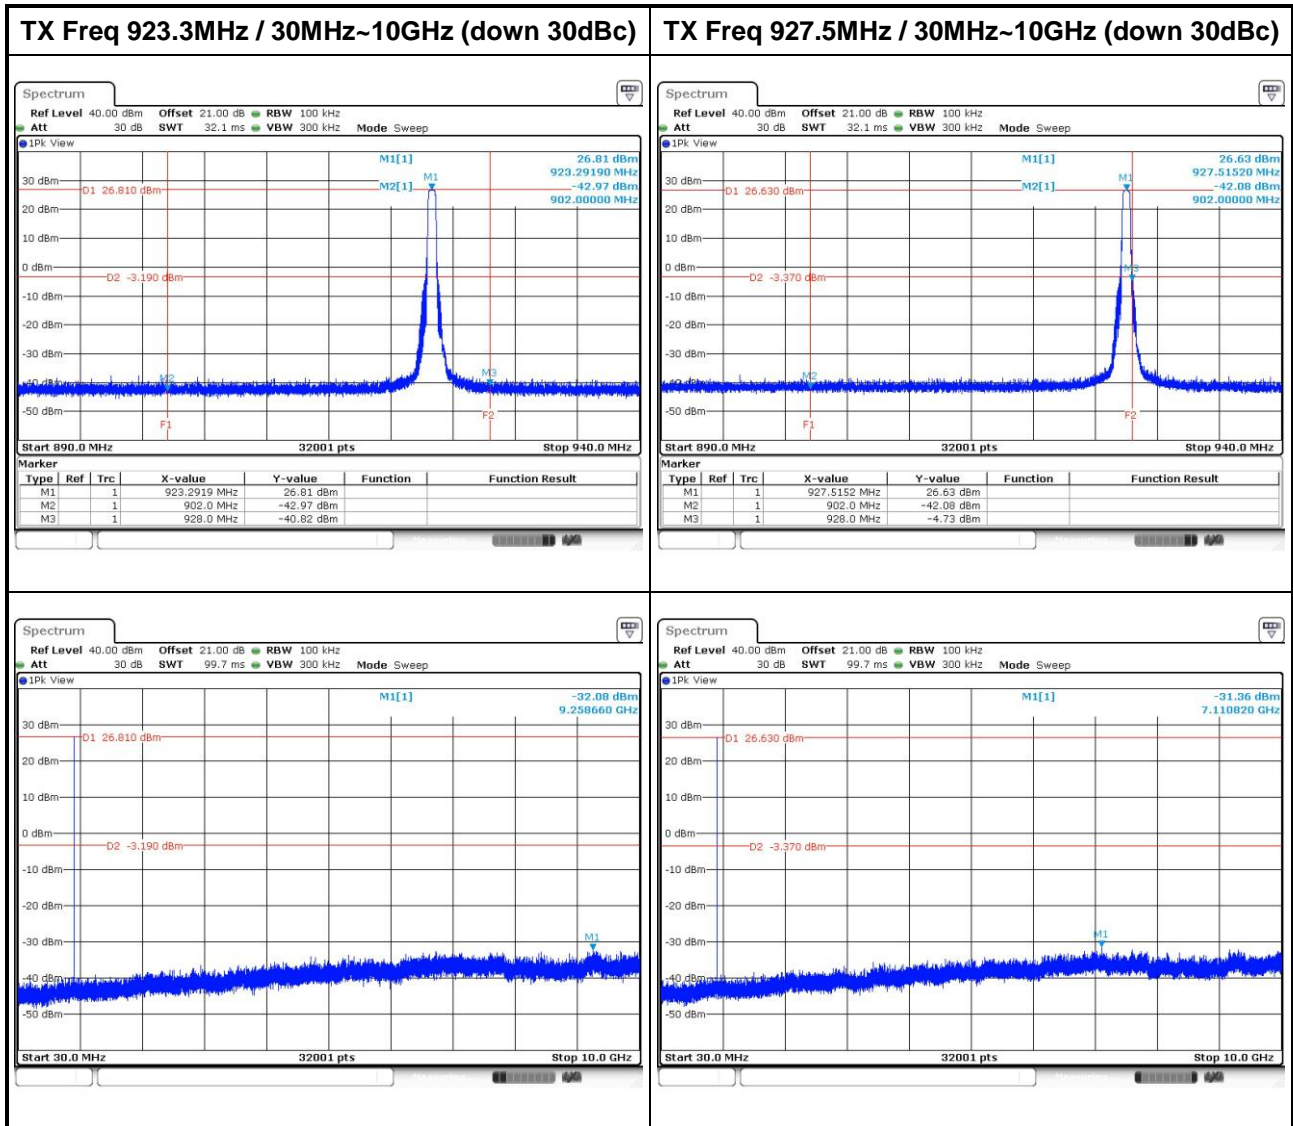 TX Freq 923.3MHz / 30MHz~10GHz (down 30dBc)
TX Freq 927.5MHz / 30MHz~10GHz (down 30dBc)
Spectrum
Ref Level 40.00 dBm Offset 21.00 dB RBW 100 kHz
Att 30 dB SWT 32.1 ms VBW 300 kHz Mode Sweep
1Pk View
M1[1] 26.81 dBm
923.29190 MHz
M2[1] -42.97 dBm
902.00000 MHz
M1
30 dBm
D1 26.810 dBm
20 dBm
10 dBm
0 dBm
D2 -3.190 dBm
-10 dBm
-20 dBm
-30 dBm
M2
M3
-50 dBm
F1
F2
Start 890.0 MHz 32001 pts Stop 940.0 MHz
Marker
Type Ref Trc X-value Y-value Function Function Result
M1 1 923.2919 MHz 26.81 dBm
M2 1 902.0 MHz -42.97 dBm
M3 1 928.0 MHz -40.82 dBm
Spectrum
Ref Level 40.00 dBm Offset 21.00 dB RBW 100 kHz
Att 30 dB SWT 32.1 ms VBW 300 kHz Mode Sweep
1Pk View
M1[1] 26.63 dBm
927.51520 MHz
M2[1] -42.08 dBm
902.00000 MHz
M1
30 dBm
D1 26.630 dBm
20 dBm
10 dBm
0 dBm
M3
D2 -3.370 dBm
-10 dBm
-20 dBm
-30 dBm
M2
-50 dBm
F1
F2
Start 890.0 MHz 32001 pts Stop 940.0 MHz
Marker
Type Ref Trc X-value Y-value Function Function Result
M1 1 927.5152 MHz 26.63 dBm
M2 1 902.0 MHz -42.08 dBm
M3 1 928.0 MHz -4.73 dBm
Spectrum
Ref Level 40.00 dBm Offset 21.00 dB RBW 100 kHz
Att 30 dB SWT 99.7 ms VBW 300 kHz Mode Sweep
1Pk View
M1[1] -32.08 dBm
9.258660 GHz
30 dBm
D1 26.810 dBm
20 dBm
10 dBm
0 dBm
D2 -3.190 dBm
-10 dBm
-20 dBm
-30 dBm
M1
-40 dBm
-50 dBm
Start 30.0 MHz 32001 pts Stop 10.0 GHz
Spectrum
Ref Level 40.00 dBm Offset 21.00 dB RBW 100 kHz
Att 30 dB SWT 99.7 ms VBW 300 kHz Mode Sweep
1Pk View
M1[1] -31.36 dBm
7.110820 GHz
30 dBm
D1 26.630 dBm
20 dBm
10 dBm
0 dBm
D2 -3.370 dBm
-10 dBm
-20 dBm
-30 dBm
M1
-40 dBm
-50 dBm
Start 30.0 MHz 32001 pts Stop 10.0 GHz